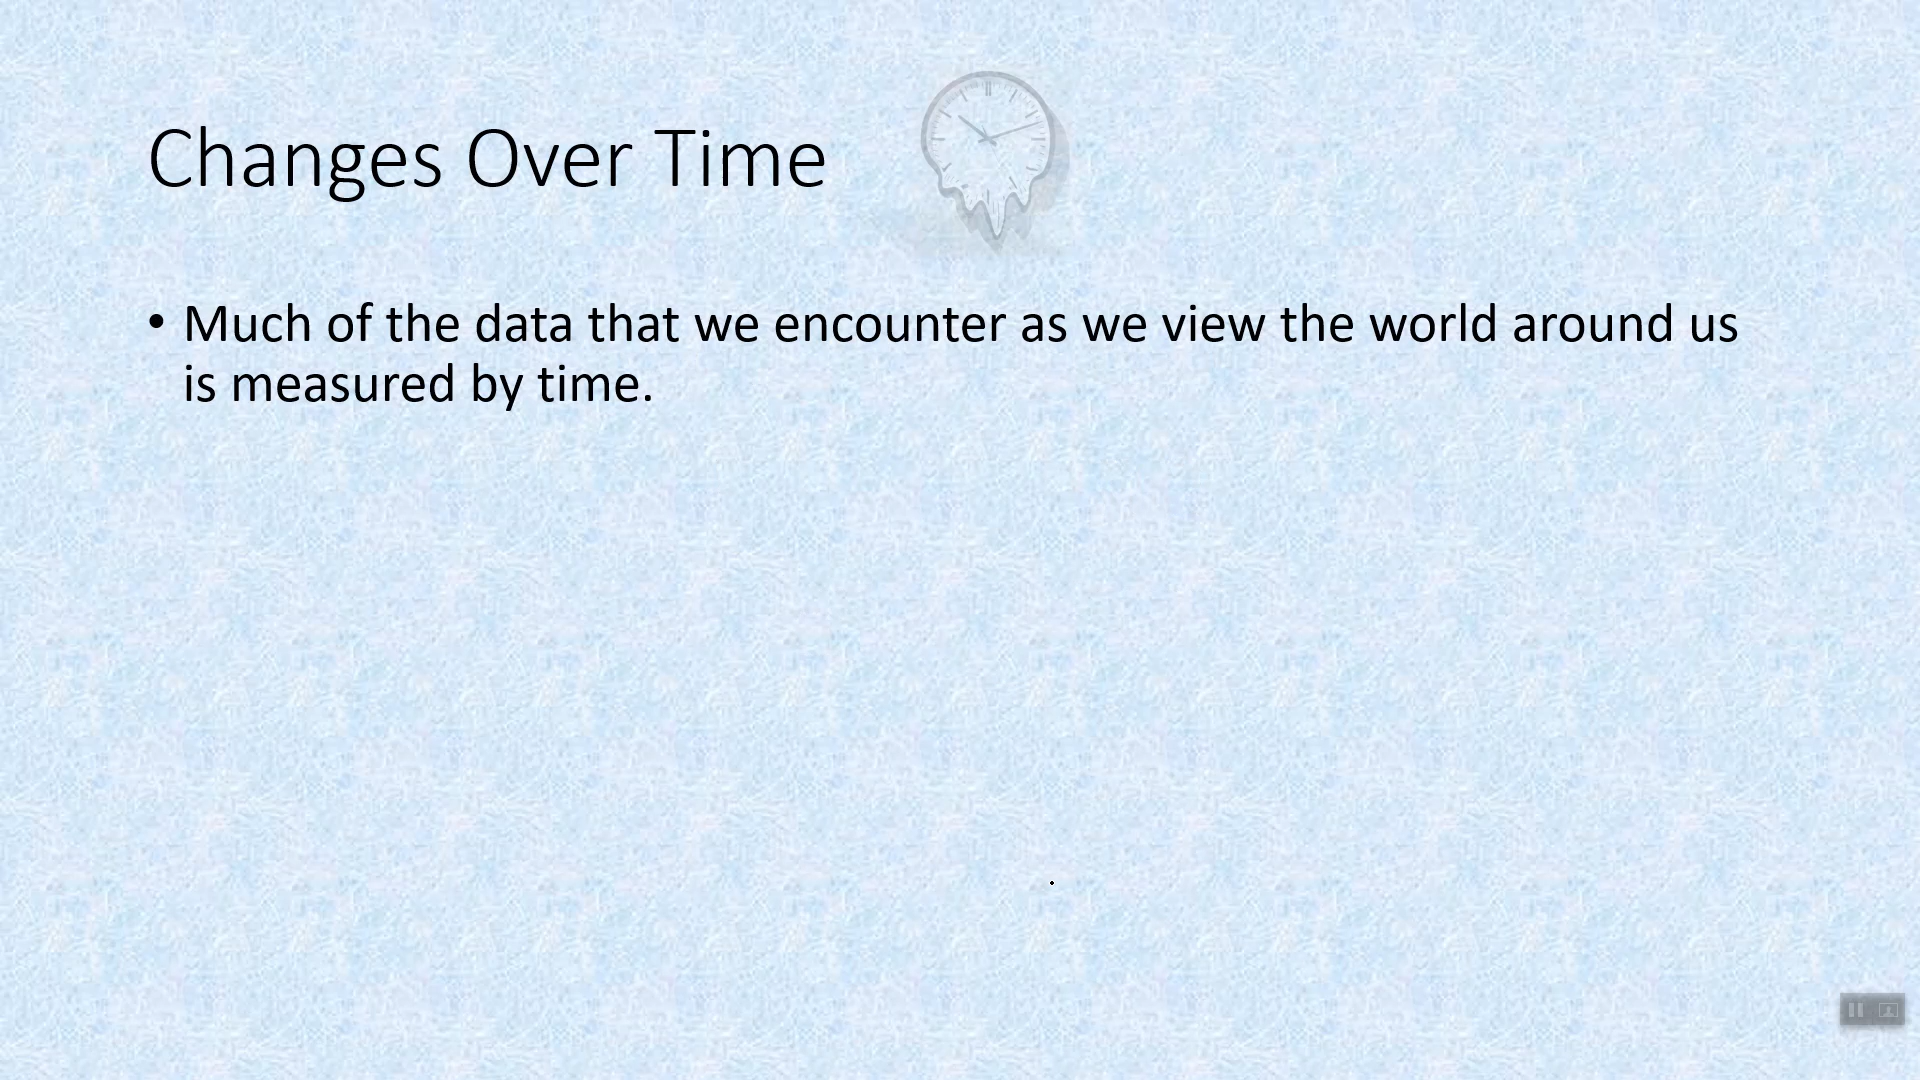 Changes Over Time
• Much of the data that we encounter as we view the world around us
is measured by time.